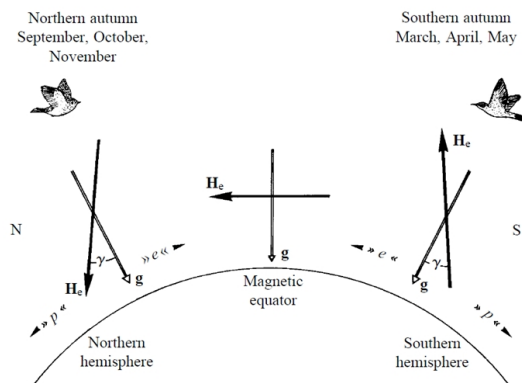 Northern autumn
September, October,
November
Southern autumn
March, April, May
He
He
N
S
»e«
»e«
γ
g
g
γ
g
He
Magnetic
equator
»p«
»p«
Northern
hemisphere
Southern
hemisphere